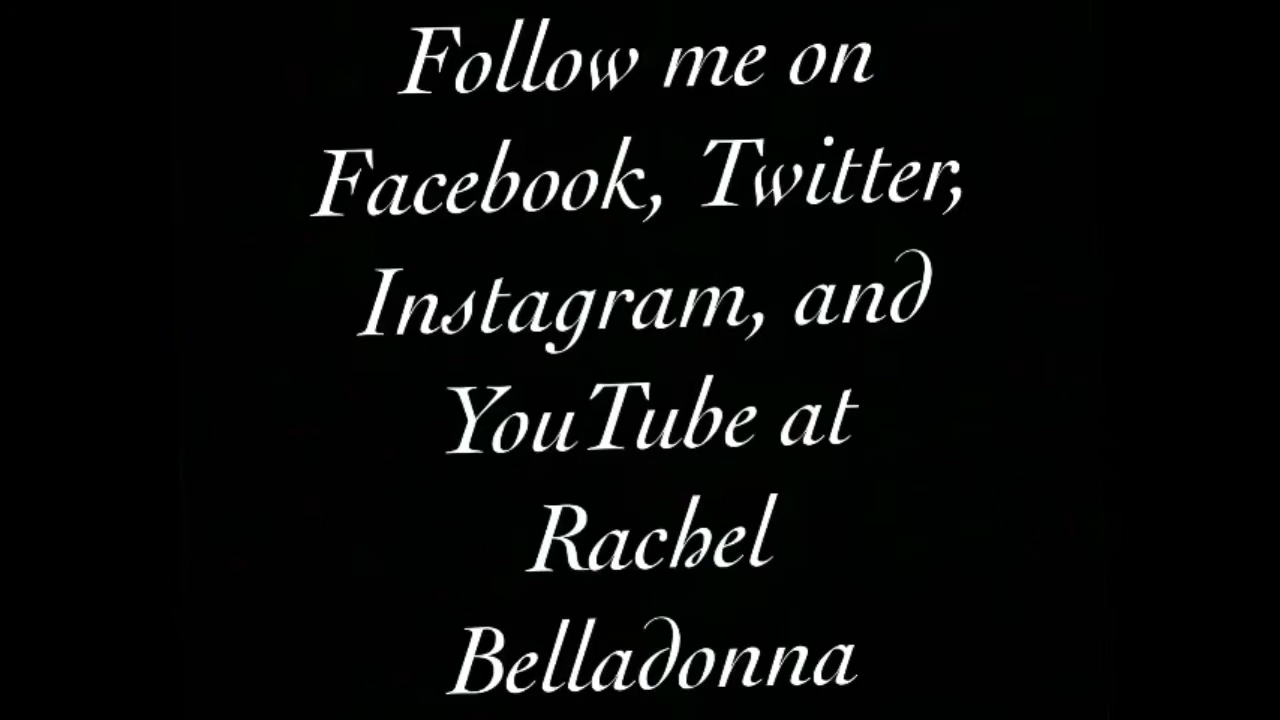 Follow me on
Facebook, Twitter,
Instagram, and
YouTube at
Rachel
Belladonna